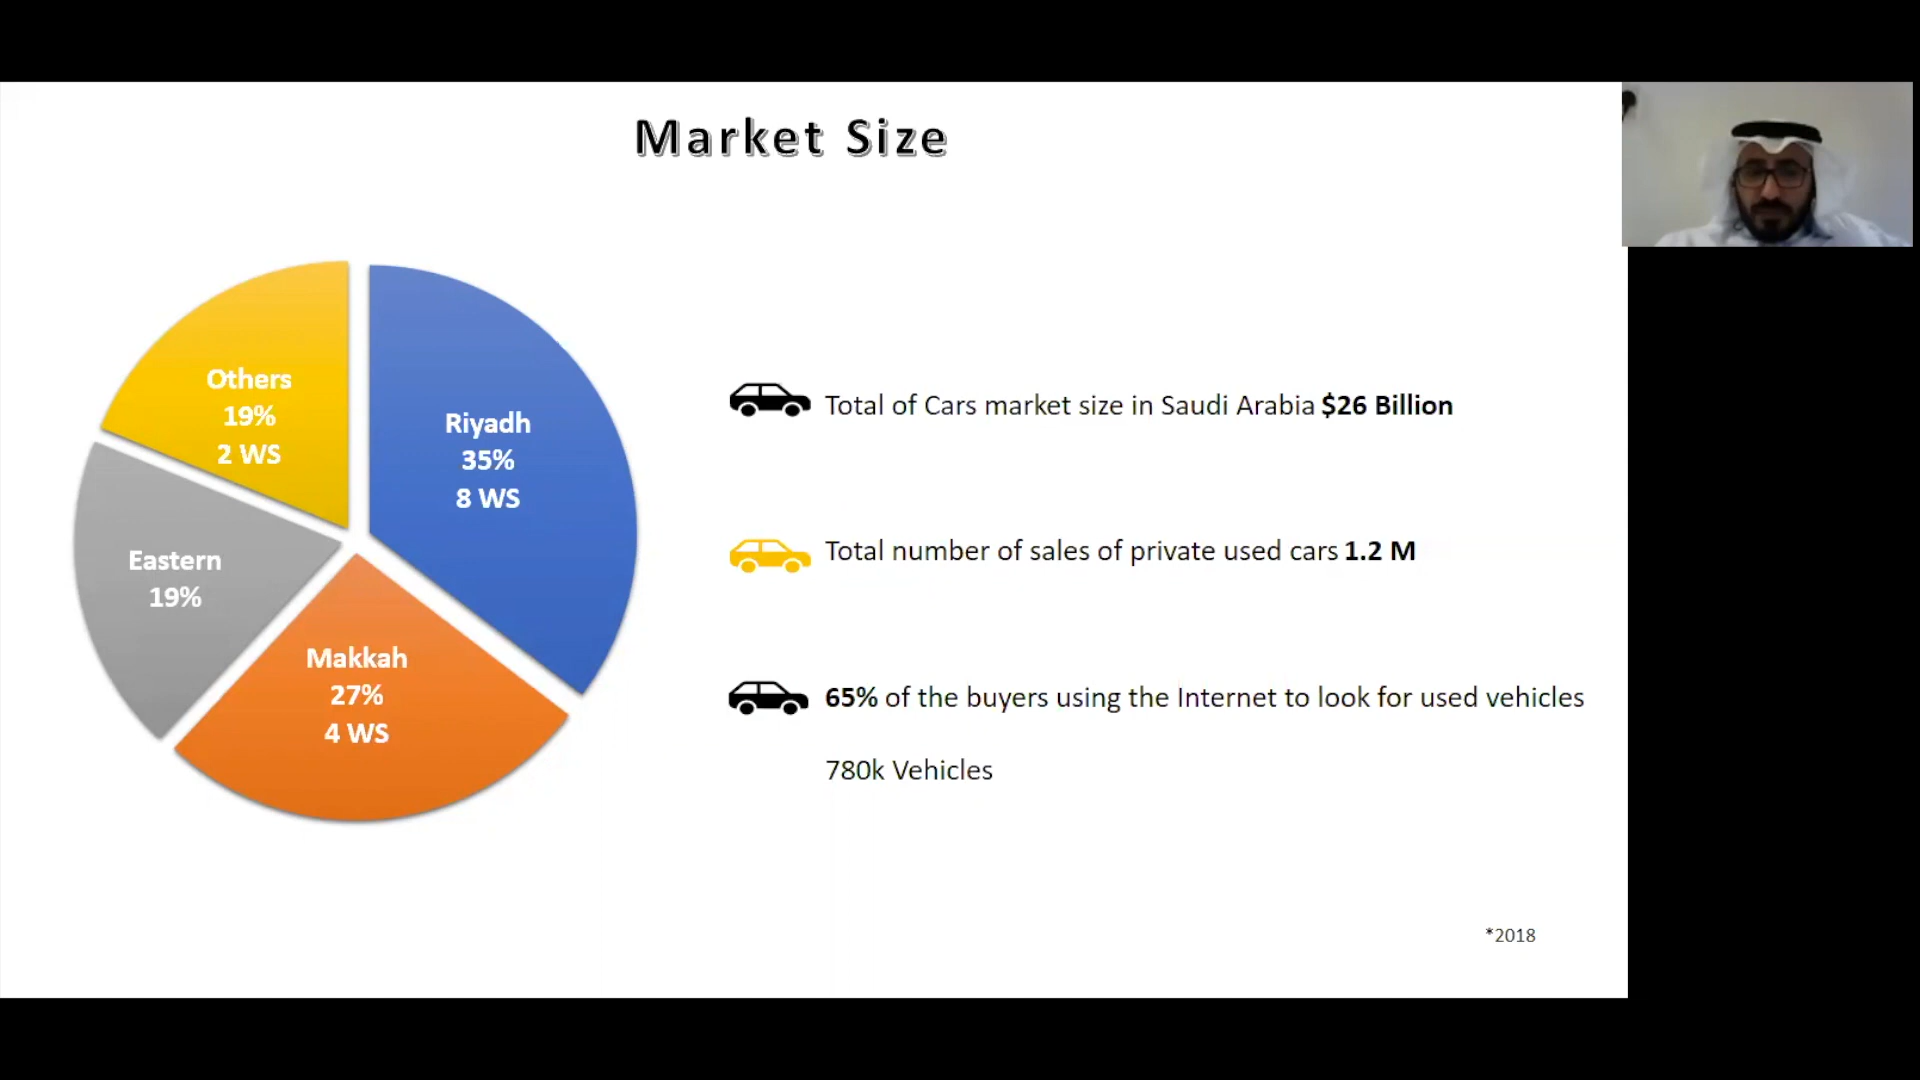 Market Size
Others
19%
2 WS
Riyadh
35%
8 WS
Eastern
19%
Makkah
27%
4 WS
Total of Cars market size in Saudi Arabia $26 Billion
Total number of sales of private used cars 1.2 M
65% of the buyers using the Internet to look for used vehicles
780k Vehicles
*2018